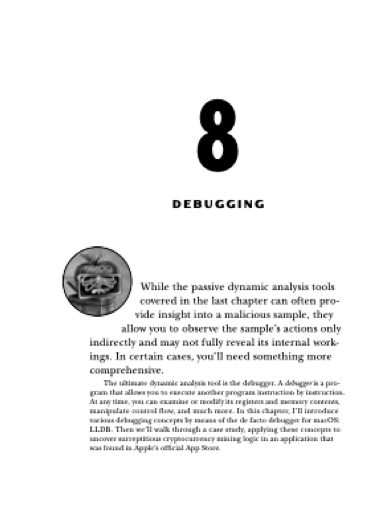 8
DEBUGGING
While the passive dynamic analysis tools
covered in the last chapter can often pro-
vide insight into a malicious sample, they
allow you to observe the sample's actions only
indirectly and may not fully reveal its internal work-
ings. In certain cases, you'll need something more
comprehensive.
The ultimate dynamic analysis tool is the debugger. A debugger is a pro-
gram that allows you to execute another program instruction by instruction.
At any time, you can examine or modify its registers and memory contents,
manipulate control flow, and much more. In this chapter, I'll introduce
various debugging concepts by means of the de facto debugger for macOS:
LLDB. Then we'll walk through a case study, applying these concepts to
uncover surreptitious cryptocurrency mining logic in an application that
was found in Apple's official App Store.